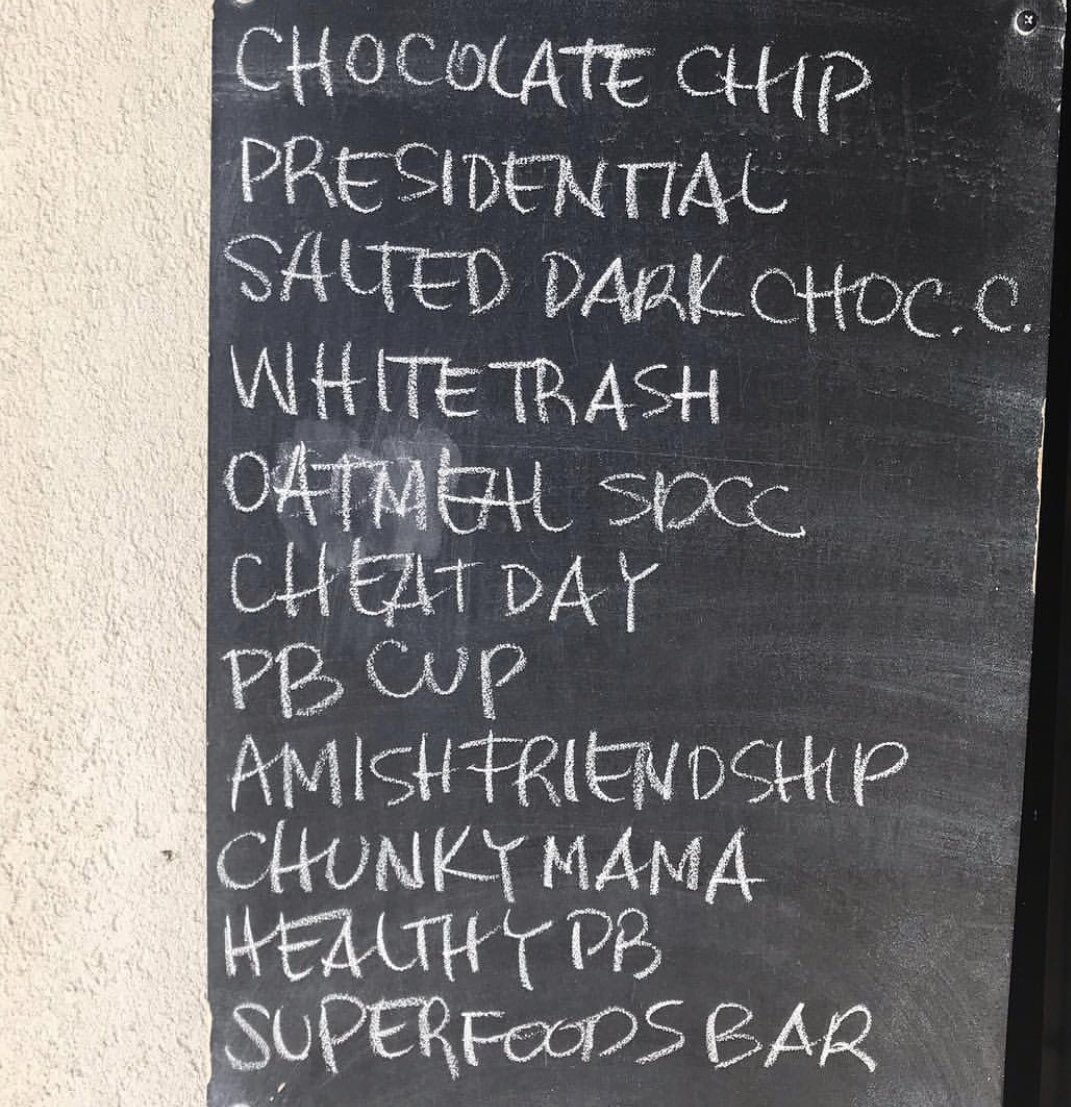 CHOCOLATE CHIP
PRESIDENTIAL
SALTED DARK CHOC. C.
WHITE TRASH
OATMEAL SDCC
CHEAT DAY
PB CUP
AMISH FRIENDSHIP
CHUNKY MAMA
HEALTHY PB
SUPERFOODS BAR